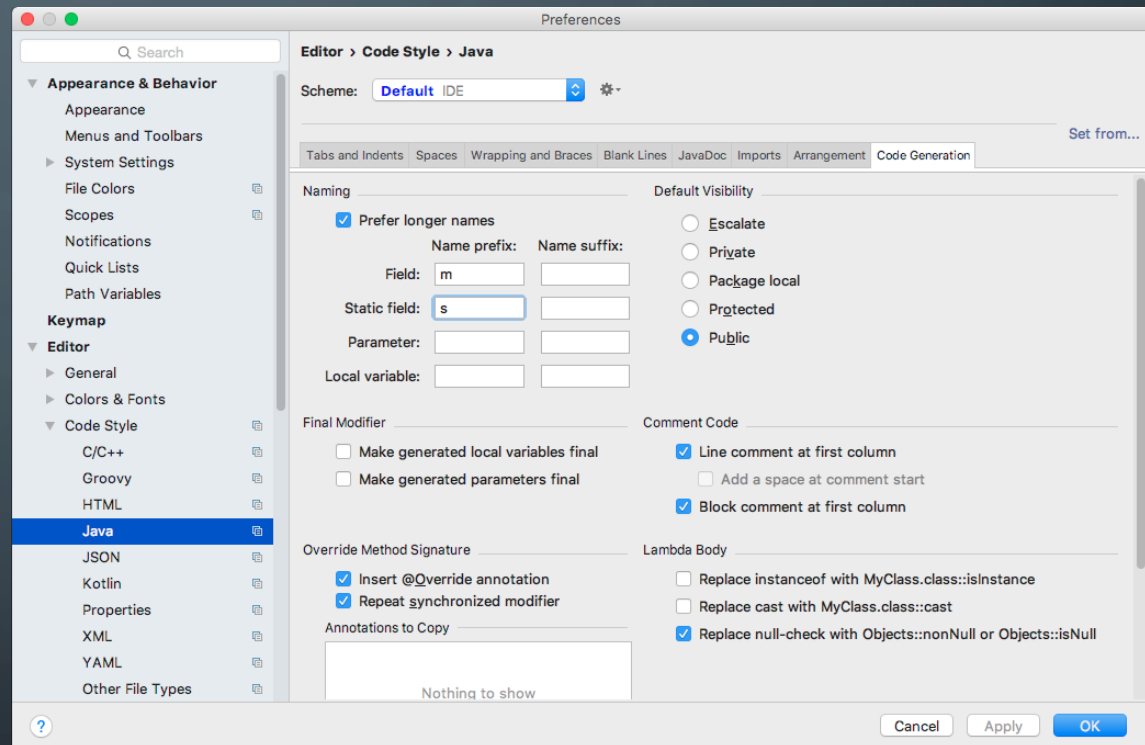 Preferences
Search
Appearance & Behavior
Appearance
Menus and Toolbars
System Settings
File Colors
Scopes
Notifications
Quick Lists
Path Variables
Keymap
Editor
General
Colors & Fonts
Code Style
C/C++
Groovy
HTML
Java
JSON
Kotlin
Properties
XML
YAML
Other File Types
Editor › Code Style › Java
Scheme: Default IDE
Set from...
Tabs and Indents Spaces Wrapping and Braces Blank Lines JavaDoc Imports Arrangement Code Generation
Naming
Prefer longer names
Name prefix: Name suffix:
Field: m
Static field: s
Parameter:
Local variable:
Default Visibility
Escalate
Private
Package local
Protected
Public
Final Modifier
Make generated local variables final
Make generated parameters final
Comment Code
Line comment at first column
Add a space at comment start
Block comment at first column
Override Method Signature
Insert @Override annotation
Repeat synchronized modifier
Annotations to Copy
Nothing to show
Lambda Body
Replace instanceof with MyClass.class::isInstance
Replace cast with MyClass.class::cast
Replace null-check with Objects::nonNull or Objects::isNull
? Cancel Apply OK